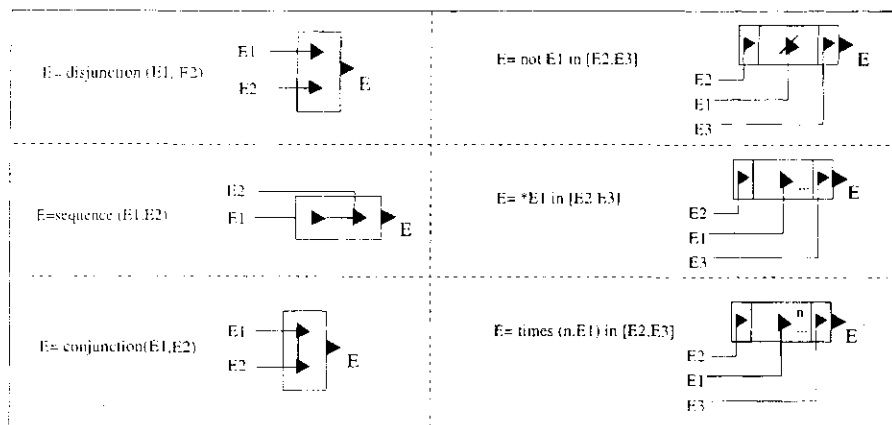 E= disjunction (E1, E2)
E1
E2
E
E= not E1 in [E2,E3]
E2
E1
E3
E
E=sequence (E1,E2)
E2
E1
E
E= *E1 in [E2 E3]
E2
E1
E3
...
E
E= conjunction(E1,E2)
E1
E2
E
E= times (n,E1) in [E2,E3]
E2
E1
E3
n
...
E